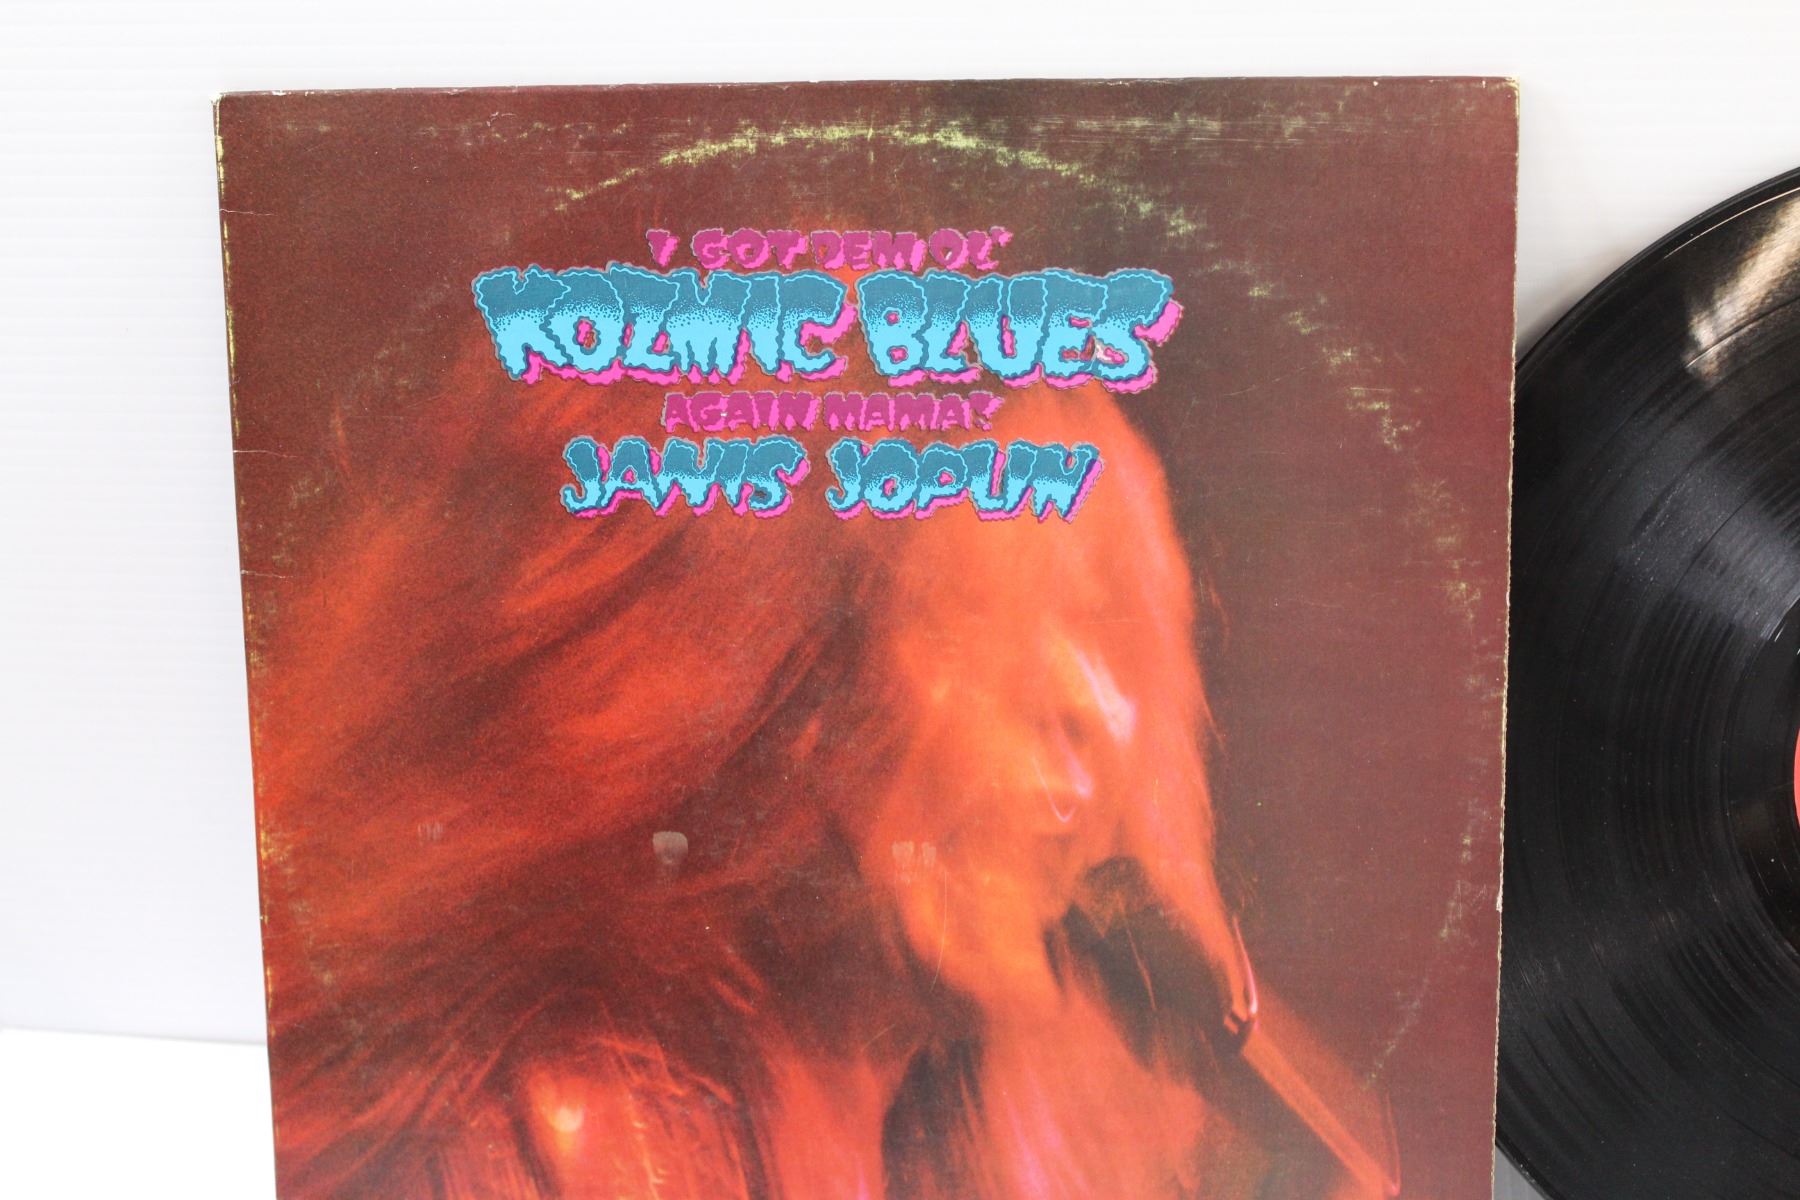 I GOT DEM OL'
KOZMIC BLUES
AGAIN MAMA!
JANIS JOPLIN